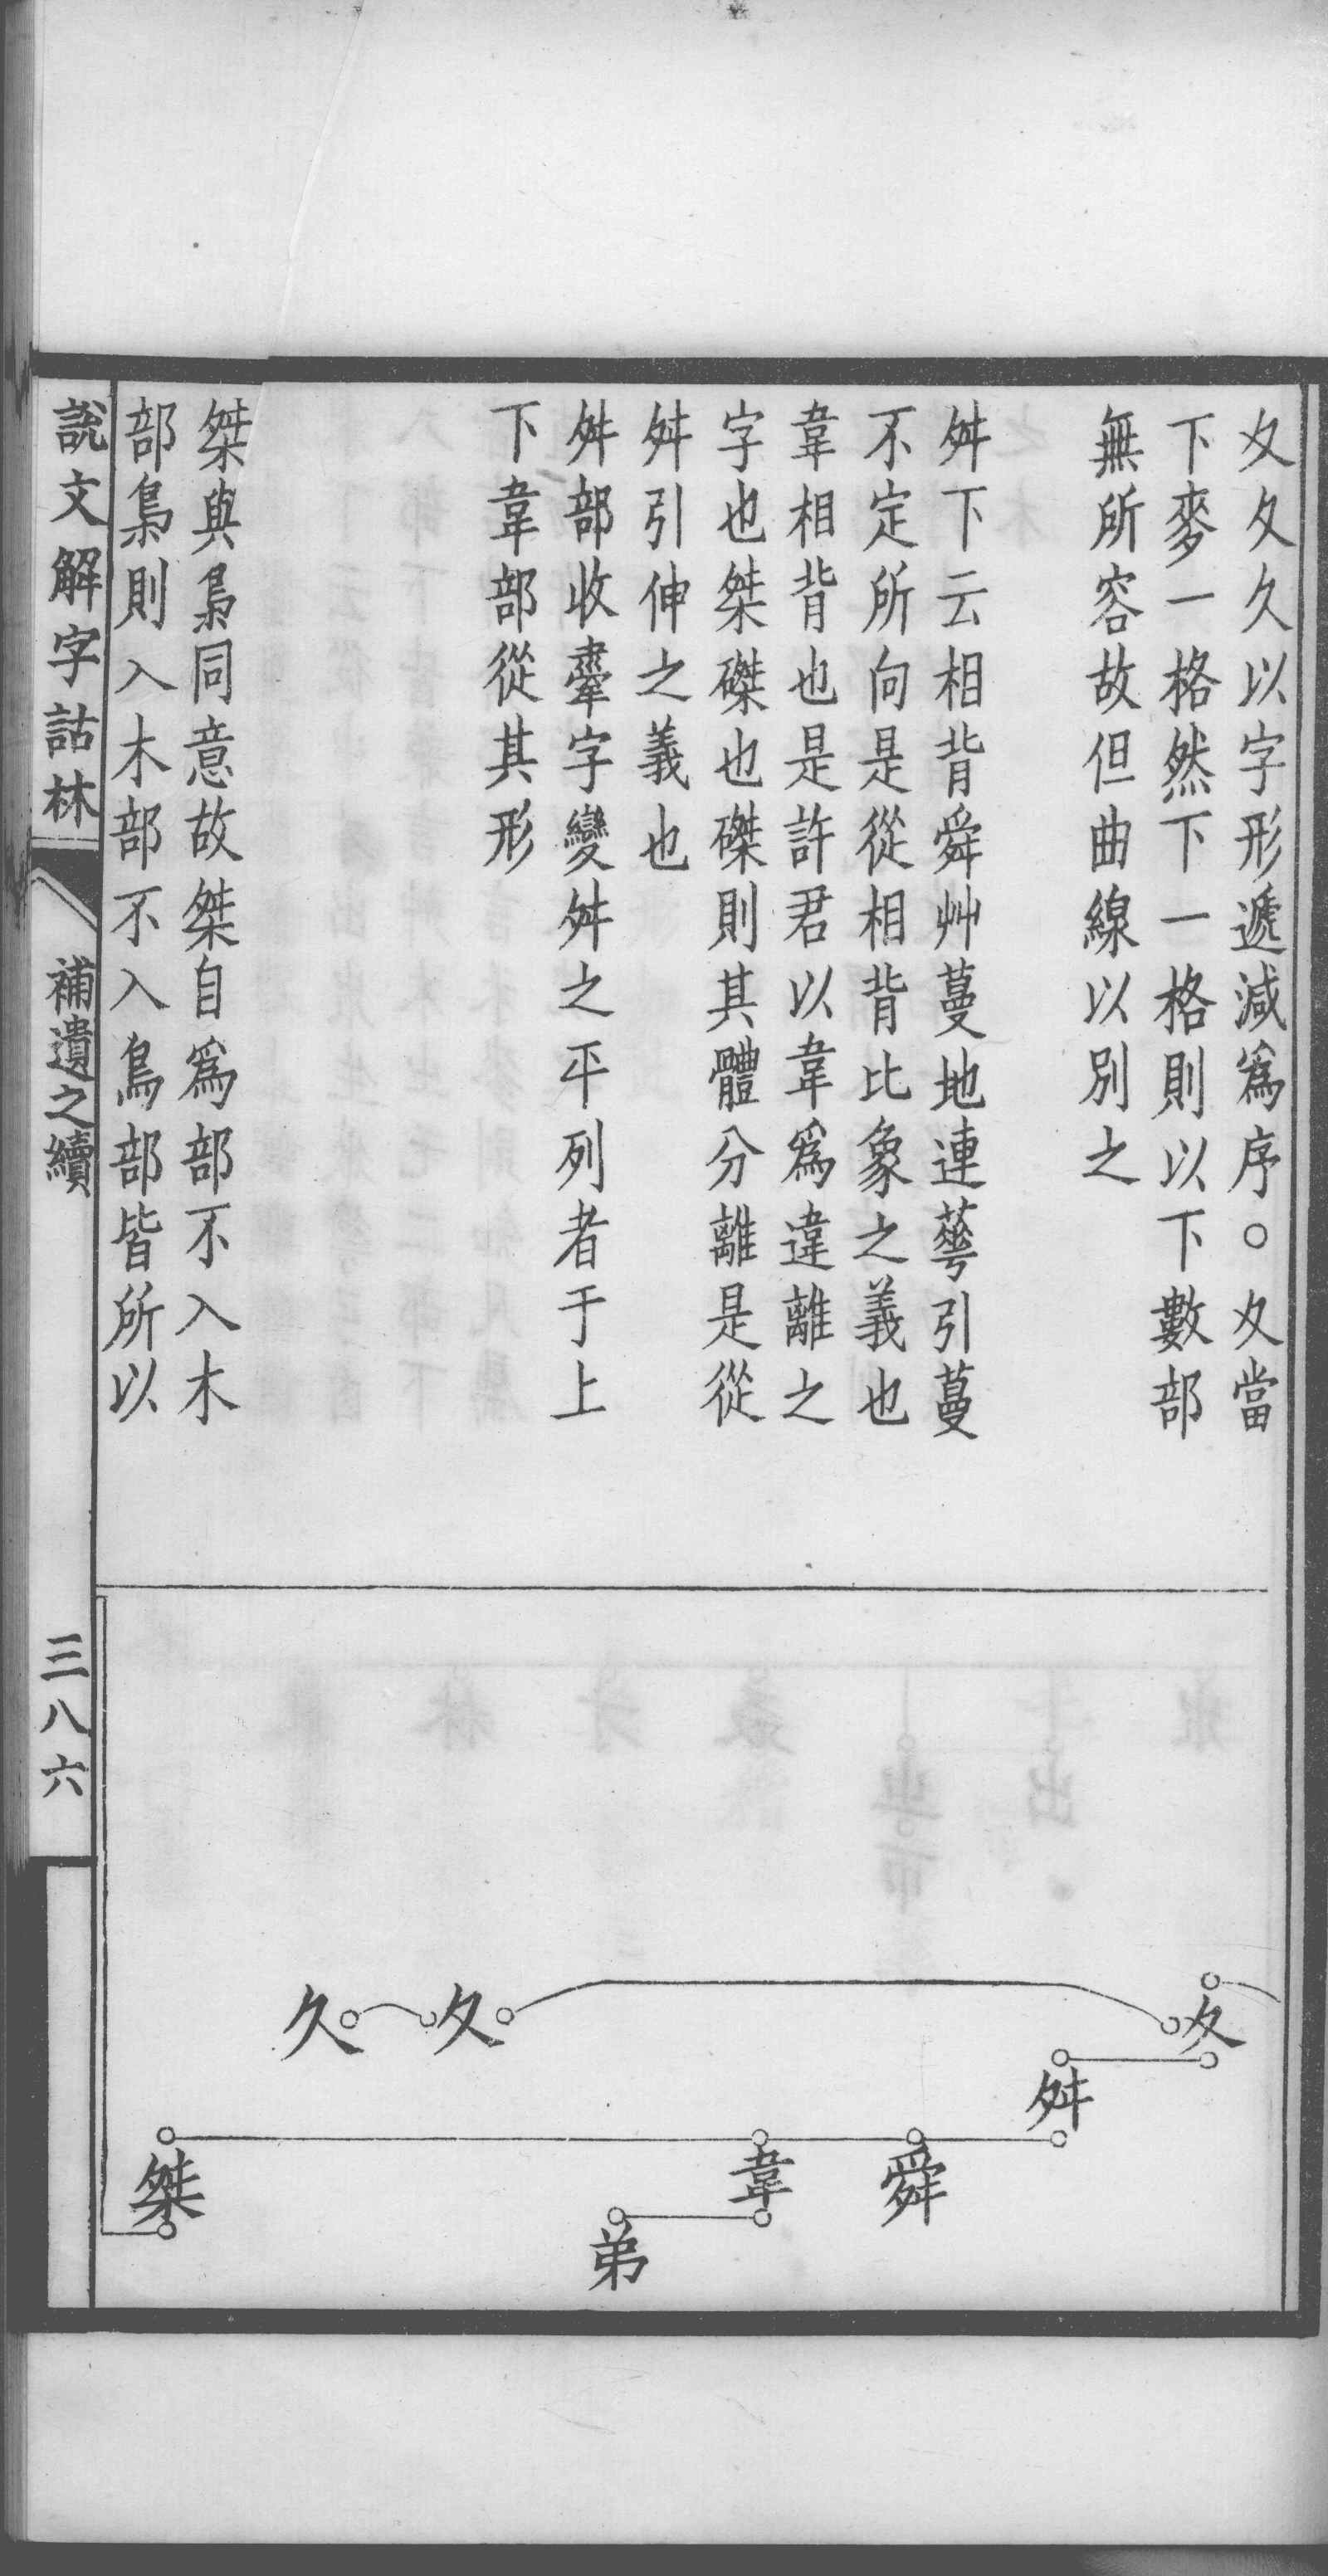 夊夂久以字形遞減爲序。夊當
下麥一格然下一格則以下數部
無所容故但曲線以別之
舛下云相背舜艸蔓地連蕚引蔓
不定所向是從相背比象之義也
韋相背也是許君以韋爲違離之
字也桀磔也磔則其體分離是從
舛引伸之義也
舛部收舝字變舛之平列者于上
下韋部從其形
桀與梟同意故桀自爲部不入木
部梟則入木部不入鳥部皆所以
說文解字詁林
補遺之續
三八六
夊
舛
舜
韋
弟
夂
久
桀